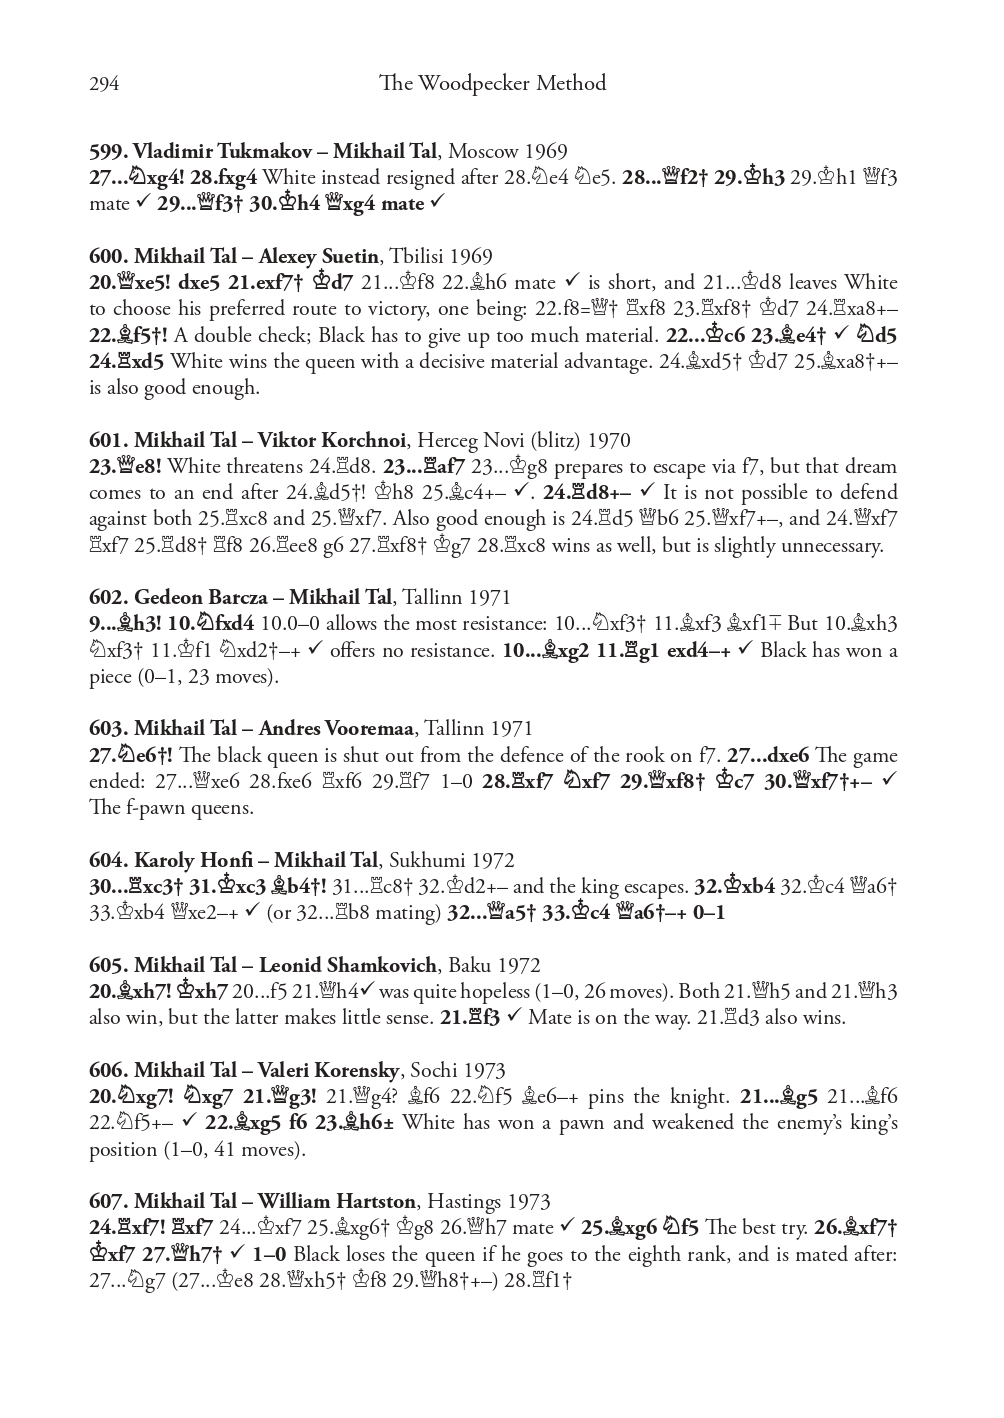 294 The Woodpecker Method
599. Vladimir Tukmakov – Mikhail Tal, Moscow 1969
27...♘xg4! 28.fxg4 White instead resigned after 28.♘e4 ♘e5. 28...♕f2† 29.♔h3 29.♔h1 ♕f3
mate ✓ 29...♕f3† 30.♔h4 ♕xg4 mate ✓
600. Mikhail Tal – Alexey Suetin, Tbilisi 1969
20.♕xe5! dxe5 21.exf7† ♔d7 21...♔f8 22.♗h6 mate ✓ is short, and 21...♔d8 leaves White
to choose his preferred route to victory, one being: 22.f8=♕† ♖xf8 23.♖xf8† ♔d7 24.♖xa8+–
22.♗f5†! A double check; Black has to give up too much material. 22...♔c6 23.♗e4† ✓ ♘d5
24.♖xd5 White wins the queen with a decisive material advantage. 24.♗xd5† ♔d7 25.♗xa8†+–
is also good enough.
601. Mikhail Tal – Viktor Korchnoi, Herceg Novi (blitz) 1970
23.♕e8! White threatens 24.♖d8. 23...♖af7 23...♔g8 prepares to escape via f7, but that dream
comes to an end after 24.♗d5†! ♔h8 25.♗c4+– ✓. 24.♖d8+– ✓ It is not possible to defend
against both 25.♖xc8 and 25.♕xf7. Also good enough is 24.♖d5 ♕b6 25.♕xf7+–, and 24.♕xf7
♖xf7 25.♖d8† ♖f8 26.♖ee8 g6 27.♖xf8† ♔g7 28.♖xc8 wins as well, but is slightly unnecessary.
602. Gedeon Barcza – Mikhail Tal, Tallinn 1971
9...♗h3! 10.♘fxd4 10.0–0 allows the most resistance: 10...♘xf3† 11.♗xf3 ♗xf1∓ But 10.♗xh3
♘xf3† 11.♔f1 ♘xd2†–+ ✓ offers no resistance. 10...♗xg2 11.♖g1 exd4–+ ✓ Black has won a
piece (0–1, 23 moves).
603. Mikhail Tal – Andres Vooremaa, Tallinn 1971
27.♘e6†! The black queen is shut out from the defence of the rook on f7. 27...dxe6 The game
ended: 27...♕xe6 28.fxe6 ♖xf6 29.♖f7 1–0 28.♖xf7 ♘xf7 29.♕xf8† ♔c7 30.♕xf7†+– ✓
The f-pawn queens.
604. Karoly Honfi – Mikhail Tal, Sukhumi 1972
30...♖xc3† 31.♔xc3 ♗b4†! 31...♖c8† 32.♔d2+– and the king escapes. 32.♔xb4 32.♔c4 ♕a6†
33.♔xb4 ♕xe2–+ ✓ (or 32...♖b8 mating) 32...♕a5† 33.♔c4 ♕a6†–+ 0–1
605. Mikhail Tal – Leonid Shamkovich, Baku 1972
20.♗xh7! ♔xh7 20...f5 21.♕h4✓ was quite hopeless (1–0, 26 moves). Both 21.♕h5 and 21.♕h3
also win, but the latter makes little sense. 21.♖f3 ✓ Mate is on the way. 21.♖d3 also wins.
606. Mikhail Tal – Valeri Korensky, Sochi 1973
20.♘xg7! ♘xg7 21.♕g3! 21.♕g4? ♗f6 22.♘f5 ♗e6–+ pins the knight. 21...♗g5 21...♗f6
22.♘f5+– ✓ 22.♗xg5 f6 23.♗h6± White has won a pawn and weakened the enemy’s king’s
position (1–0, 41 moves).
607. Mikhail Tal – William Hartston, Hastings 1973
24.♖xf7! ♖xf7 24...♔xf7 25.♗xg6† ♔g8 26.♕h7 mate ✓ 25.♗xg6 ♘f5 The best try. 26.♗xf7†
♔xf7 27.♕h7† ✓ 1–0 Black loses the queen if he goes to the eighth rank, and is mated after:
27...♘g7 (27...♔e8 28.♕xh5† ♔f8 29.♕h8†+–) 28.♖f1†